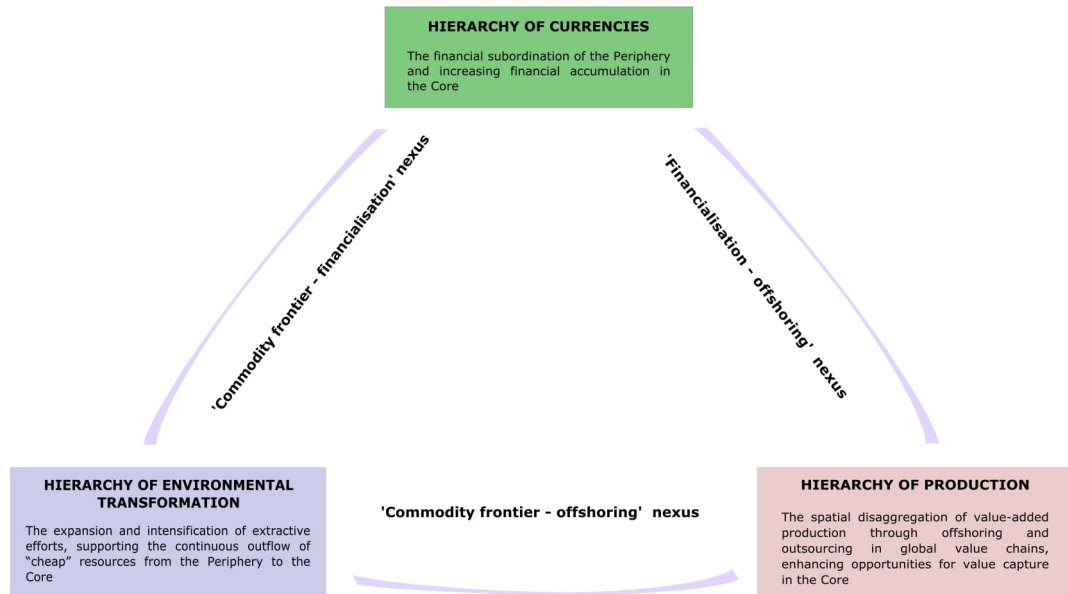 HIERARCHY OF CURRENCIES
The financial subordination of the Periphery
and increasing financial accumulation in
the Core
'Commodity frontier - financialisation' nexus
'Financialisation - offshoring'  nexus
HIERARCHY OF ENVIRONMENTAL
TRANSFORMATION
The expansion and intensification of extractive
efforts, supporting the continuous outflow of
“cheap” resources from the Periphery to the
Core
'Commodity frontier - offshoring'  nexus
HIERARCHY OF PRODUCTION
The spatial disaggregation of value-added
production through offshoring and
outsourcing in global value chains,
enhancing opportunities for value capture
in the Core